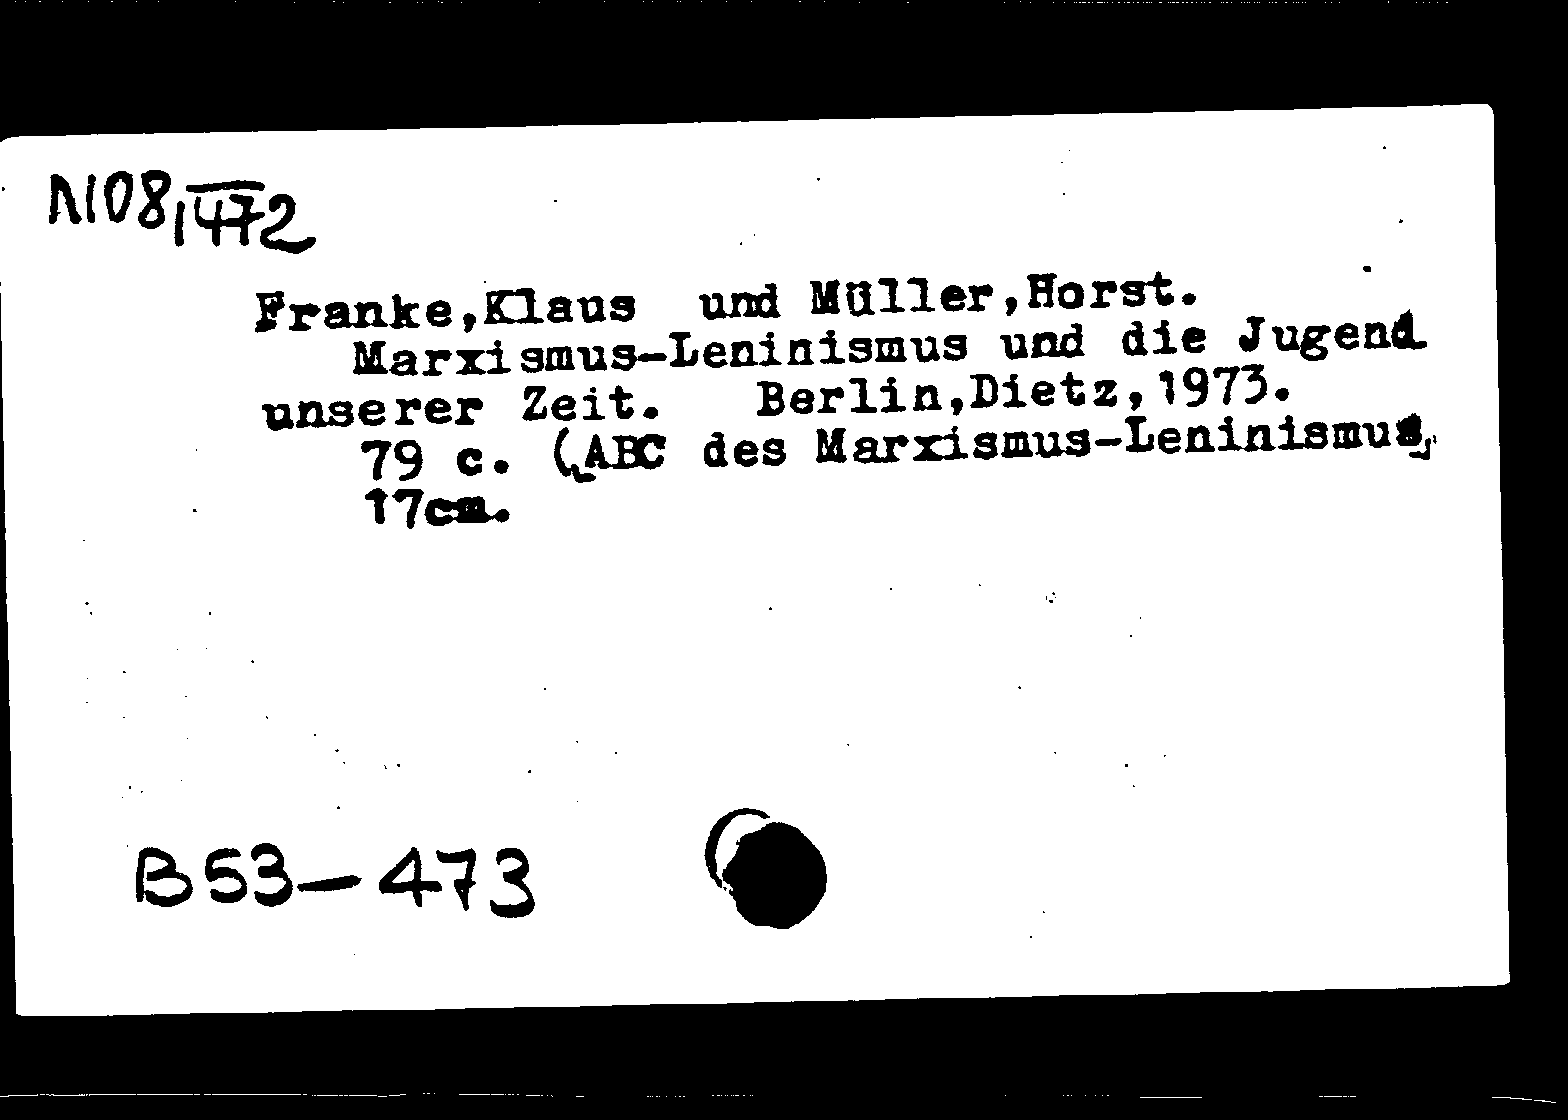 N108/1472
Franke,Klaus und Müller,Horst.
Marxismus-Leninismus und die Jugend
unserer Zeit. Berlin,Dietz,1973.
79 c. (ABC des Marxismus-Leninismus)
17cm.
B53-473